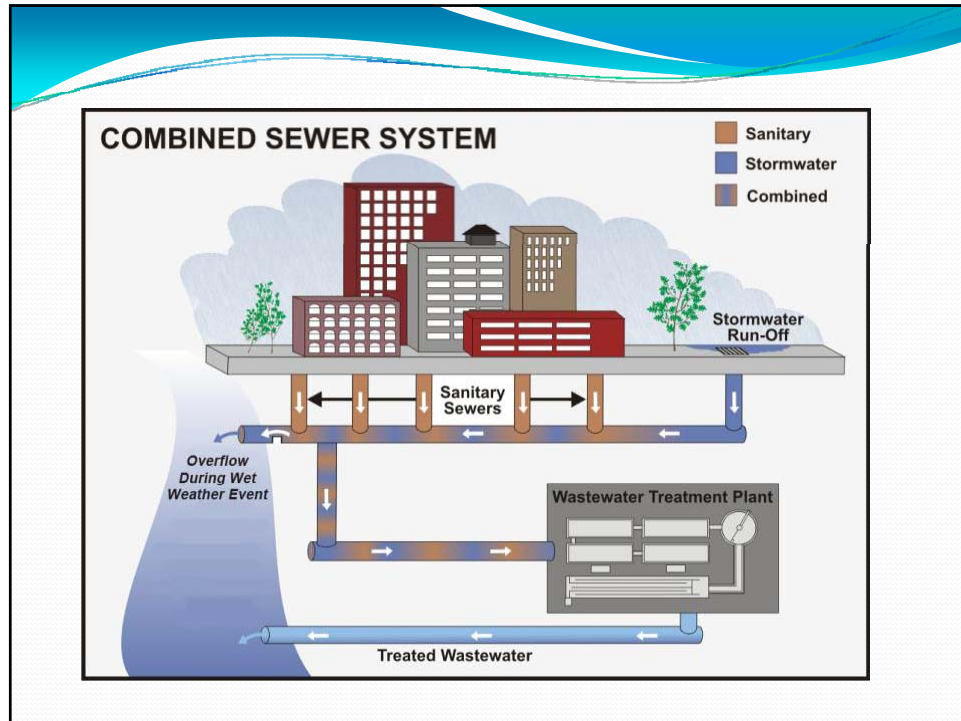 COMBINED SEWER SYSTEM
Sanitary
Stormwater
Combined
Stormwater
Run-Off
Sanitary
Sewers
Overflow
During Wet
Weather Event
Wastewater Treatment Plant
Treated Wastewater